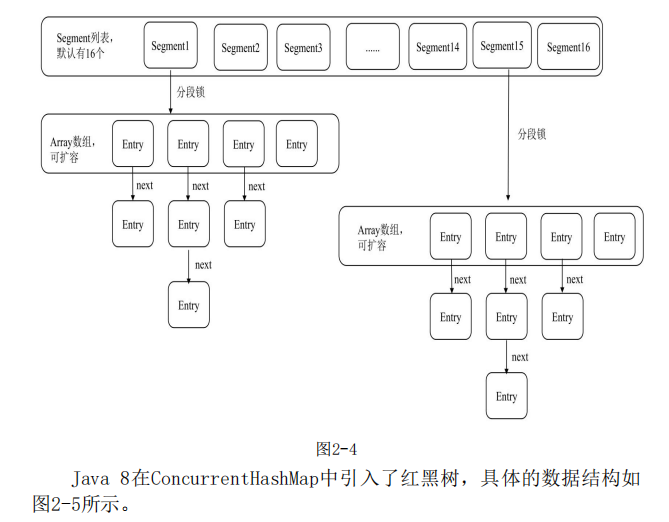 Segment列表，
默认有16个
Segment1
Segment2
Segment3
......
Segment14
Segment15
Segment16
分段锁
Array数组，
可扩容
Entry
Entry
Entry
Entry
next
next
next
Entry
Entry
Entry
next
Entry
分段锁
Array数组，
可扩容
Entry
Entry
Entry
Entry
next
next
next
Entry
Entry
Entry
next
Entry
图2-4
Java 8在ConcurrentHashMap中引入了红黑树，具体的数据结构如
图2-5所示。